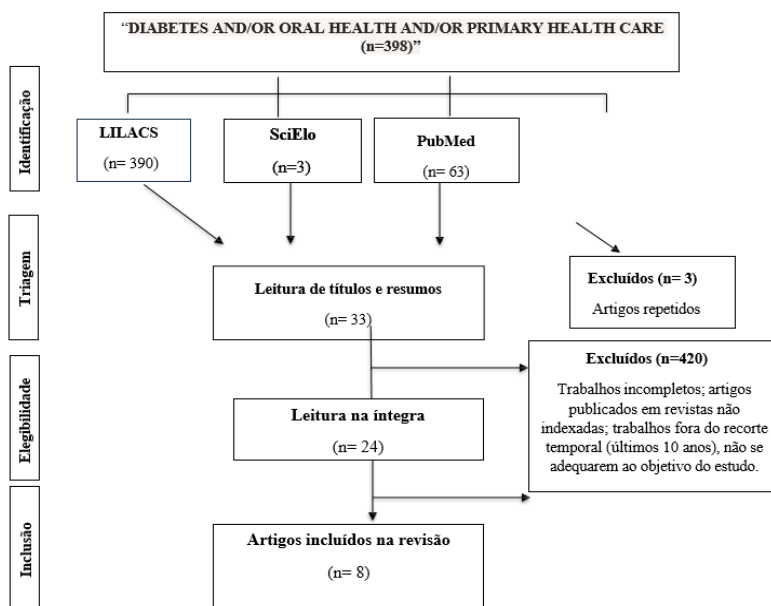 “DIABETES AND/OR ORAL HEALTH AND/OR PRIMARY HEALTH CARE
(n=398)”
Identificação
LILACS
(n= 390)
SciElo
(n=3)
PubMed
(n= 63)
Triagem
Leitura de títulos e resumos
(n= 33)
Excluídos (n= 3)
Artigos repetidos
Elegibilidade
Leitura na íntegra
(n= 24)
Excluídos (n=420)
Trabalhos incompletos; artigos
publicados em revistas não
indexadas; trabalhos fora do recorte
temporal (últimos 10 anos), não se
adequarem ao objetivo do estudo.
Inclusão
Artigos incluídos na revisão
(n= 8)